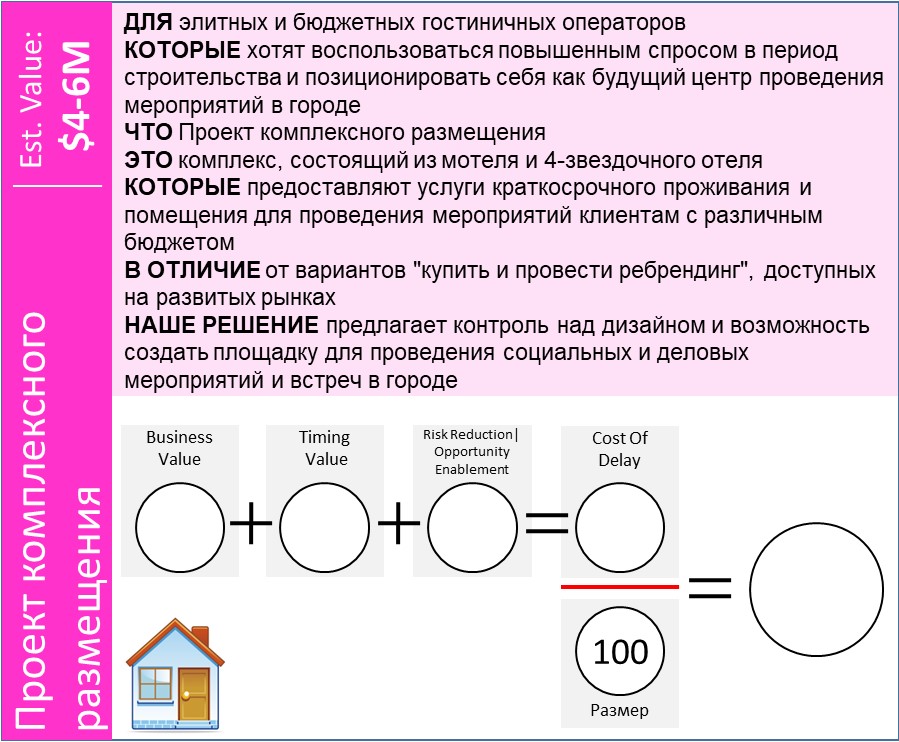 Est. Value:
$4-6M
Проект комплексного
размещения
ДЛЯ элитных и бюджетных гостиничных операторов
КОТОРЫЕ хотят воспользоваться повышенным спросом в период
строительства и позиционировать себя как будущий центр проведения
мероприятий в городе
ЧТО Проект комплексного размещения
ЭТО комплекс, состоящий из мотеля и 4-звездочного отеля
КОТОРЫЕ предоставляют услуги краткосрочного проживания и
помещения для проведения мероприятий клиентам с различным
бюджетом
В ОТЛИЧИЕ от вариантов "купить и провести ребрендинг", доступных
на развитых рынках
НАШЕ РЕШЕНИЕ предлагает контроль над дизайном и возможность
создать площадку для проведения социальных и деловых
мероприятий и встреч в городе
Business
Value
+
Timing
Value
+
Risk Reduction|
Opportunity
Enablement
=
Cost Of
Delay
100
Размер
=